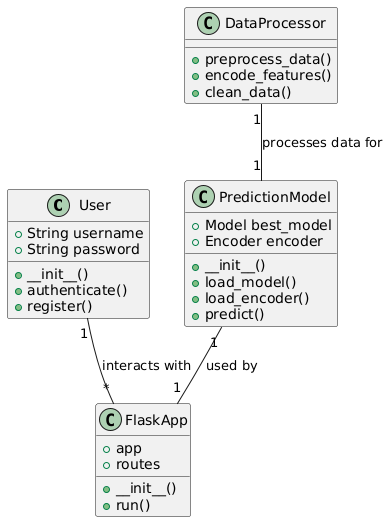 C DataProcessor
preprocess_data()
encode_features()
clean_data()
1
processes data for
1
C User
String username
String password
__init__()
authenticate()
register()
C PredictionModel
Model best_model
Encoder encoder
__init__()
load_model()
load_encoder()
predict()
1
interacts with
*
1
used by
1
C FlaskApp
app
routes
__init__()
run()